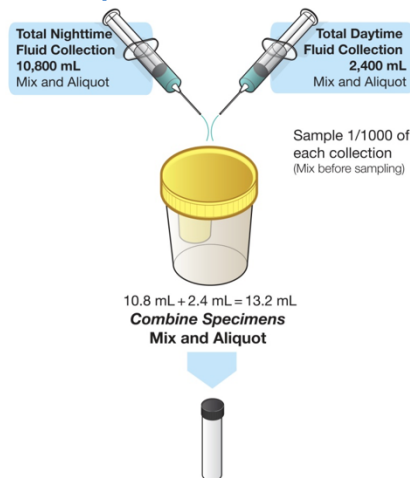 Total Nighttime
Fluid Collection
10,800 mL
Mix and Aliquot
Total Daytime
Fluid Collection
2,400 mL
Mix and Aliquot
Sample 1/1000 of
each collection
(Mix before sampling)
10.8 mL + 2.4 mL = 13.2 mL
Combine Specimens
Mix and Aliquot